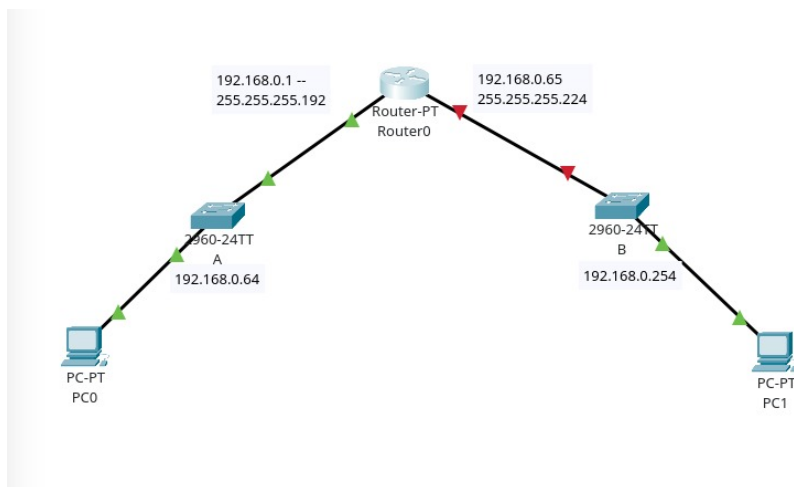 192.168.0.1 --
255.255.255.192
192.168.0.65
255.255.255.224
Router-PT
Router0
2960-24TT
A
192.168.0.64
2960-24TT
B
192.168.0.254
PC-PT
PC0
PC-PT
PC1